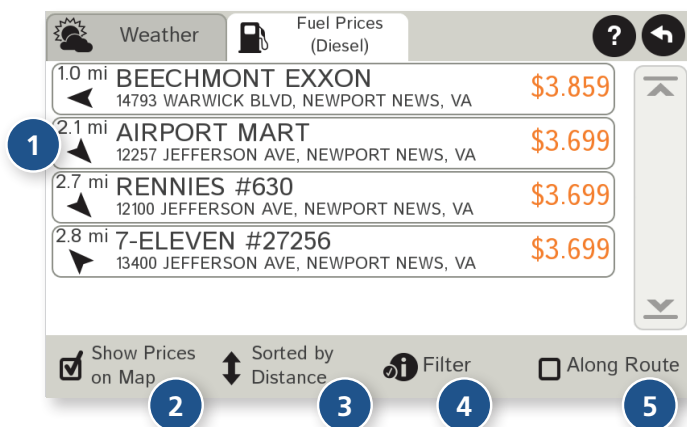 Weather
Fuel Prices
(Diesel)
?
1.0 mi BEECHMONT EXXON $3.859
14793 WARWICK BLVD, NEWPORT NEWS, VA
1
2.1 mi AIRPORT MART $3.699
12257 JEFFERSON AVE, NEWPORT NEWS, VA
2.7 mi RENNIES #630 $3.699
12100 JEFFERSON AVE, NEWPORT NEWS, VA
2.8 mi 7-ELEVEN #27256 $3.699
13400 JEFFERSON AVE, NEWPORT NEWS, VA
Show Prices
on Map
Sorted by
Distance
Filter
Along Route
2
3
4
5